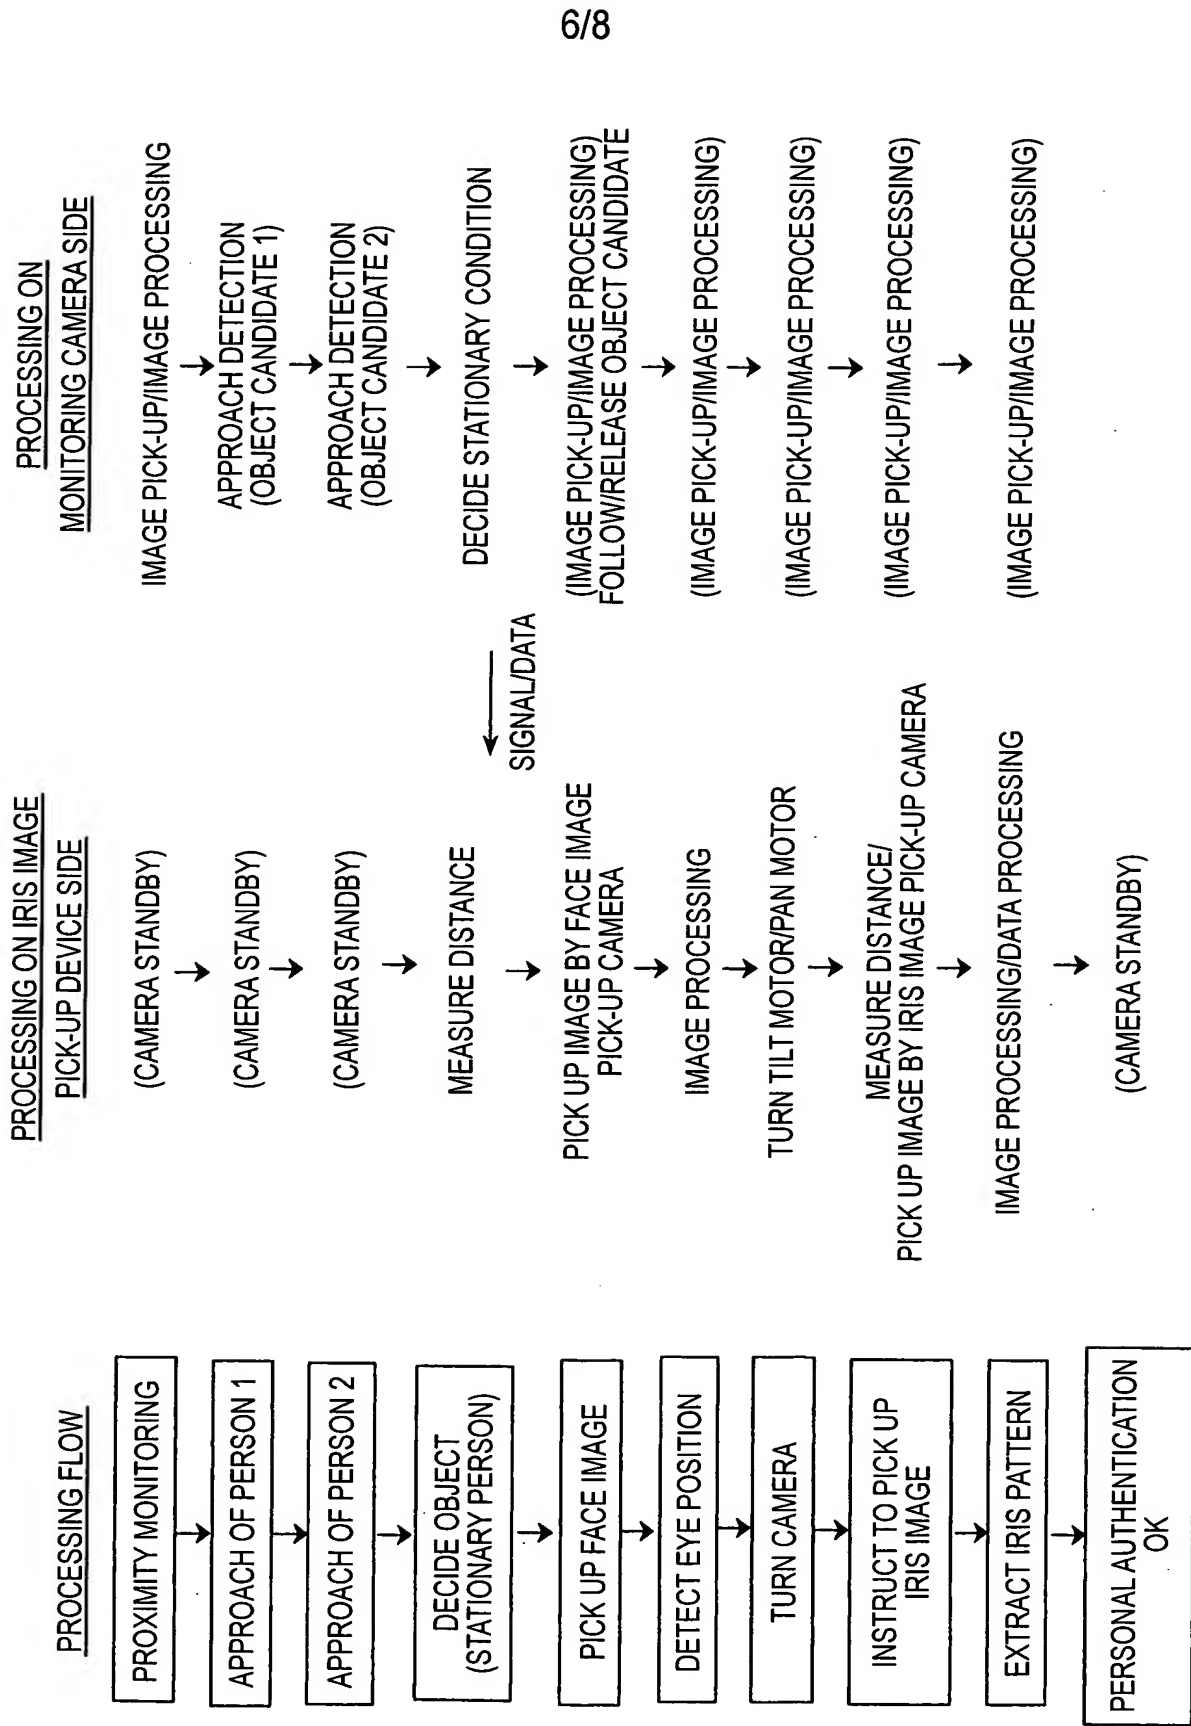 6/8
PROCESSING FLOW
PROXIMITY MONITORING
APPROACH OF PERSON 1
APPROACH OF PERSON 2
DECIDE OBJECT
(STATIONARY PERSON)
PICK UP FACE IMAGE
DETECT EYE POSITION
TURN CAMERA
INSTRUCT TO PICK UP
IRIS IMAGE
EXTRACT IRIS PATTERN
PERSONAL AUTHENTICATION
OK
PROCESSING ON IRIS IMAGE
PICK-UP DEVICE SIDE
(CAMERA STANDBY)
(CAMERA STANDBY)
(CAMERA STANDBY)
MEASURE DISTANCE
PICK UP IMAGE BY FACE IMAGE
PICK-UP CAMERA
IMAGE PROCESSING
TURN TILT MOTOR/PAN MOTOR
MEASURE DISTANCE/
PICK UP IMAGE BY IRIS IMAGE PICK-UP CAMERA
IMAGE PROCESSING/DATA PROCESSING
(CAMERA STANDBY)
SIGNAL/DATA
PROCESSING ON
MONITORING CAMERA SIDE
IMAGE PICK-UP/IMAGE PROCESSING
APPROACH DETECTION
(OBJECT CANDIDATE 1)
APPROACH DETECTION
(OBJECT CANDIDATE 2)
DECIDE STATIONARY CONDITION
(IMAGE PICK-UP/IMAGE PROCESSING)
FOLLOW/RELEASE OBJECT CANDIDATE
(IMAGE PICK-UP/IMAGE PROCESSING)
(IMAGE PICK-UP/IMAGE PROCESSING)
(IMAGE PICK-UP/IMAGE PROCESSING)
(IMAGE PICK-UP/IMAGE PROCESSING)